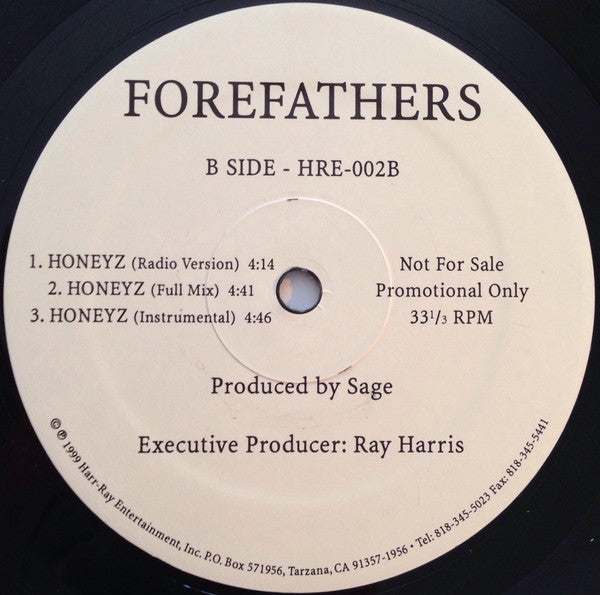 FOREFATHERS
B SIDE - HRE-002B
1. HONEYZ (Radio Version) 4:14
2. HONEYZ (Full Mix) 4:41
3. HONEYZ (Instrumental) 4:46
Not For Sale
Promotional Only
33 1/3 RPM
Produced by Sage
Executive Producer: Ray Harris
© ℗ 1999 Harr-Ray Entertainment, Inc. P.O. Box 571956, Tarzana, CA 91357-1956 • Tel: 818-345-5023 Fax: 818-345-5441